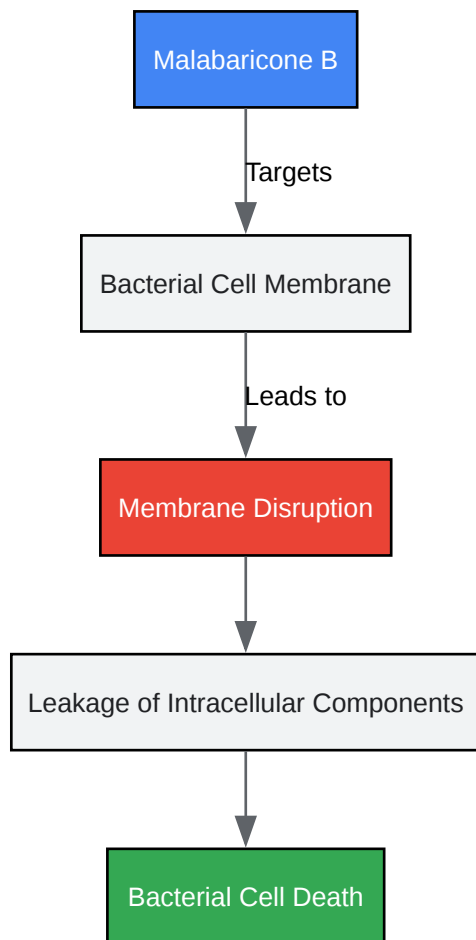 Malabaricone B
Targets
Bacterial Cell Membrane
Leads to
Membrane Disruption
Leakage of Intracellular Components
Bacterial Cell Death